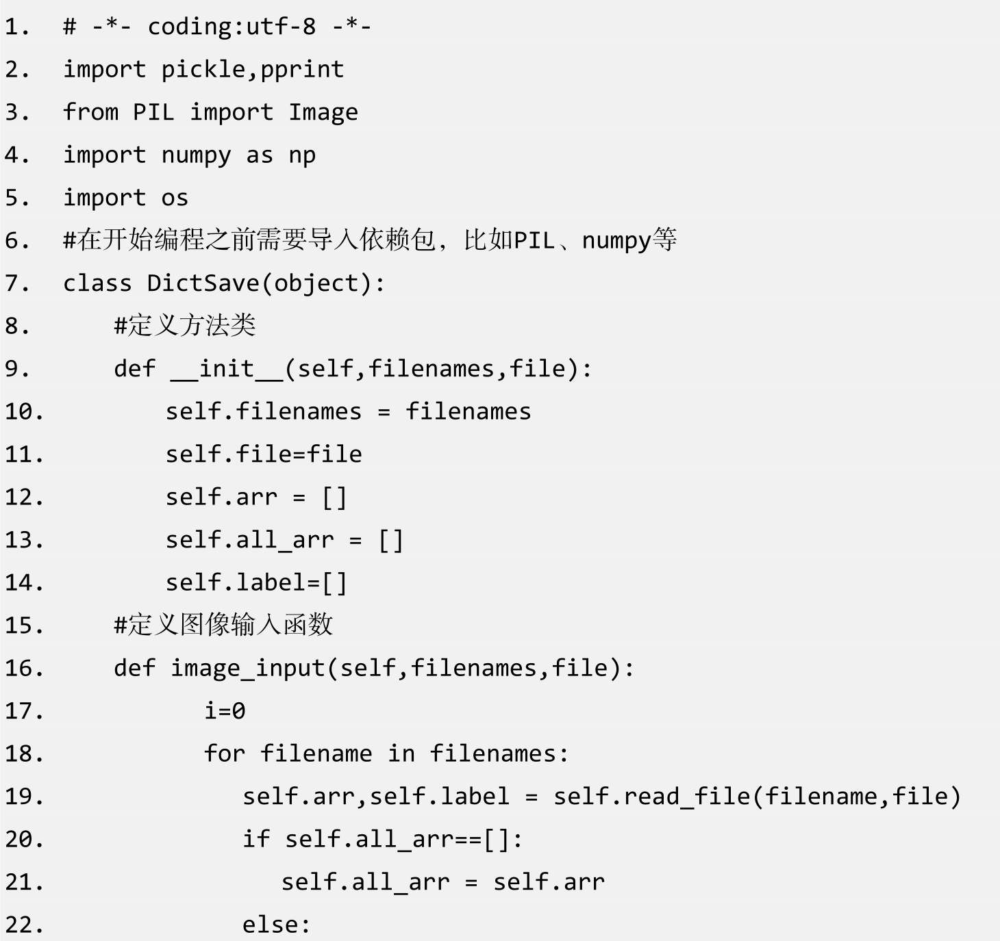 1. # -*- coding:utf-8 -*-
2. import pickle,pprint
3. from PIL import Image
4. import numpy as np
5. import os
6. #在开始编程之前需要导入依赖包，比如PIL、numpy等
7. class DictSave(object):
8.     #定义方法类
9.     def __init__(self,filenames,file):
10.         self.filenames = filenames
11.         self.file=file
12.         self.arr = []
13.         self.all_arr = []
14.         self.label=[]
15.     #定义图像输入函数
16.     def image_input(self,filenames,file):
17.            i=0
18.            for filename in filenames:
19.               self.arr,self.label = self.read_file(filename,file)
20.               if self.all_arr==[]:
21.                  self.all_arr = self.arr
22.               else: